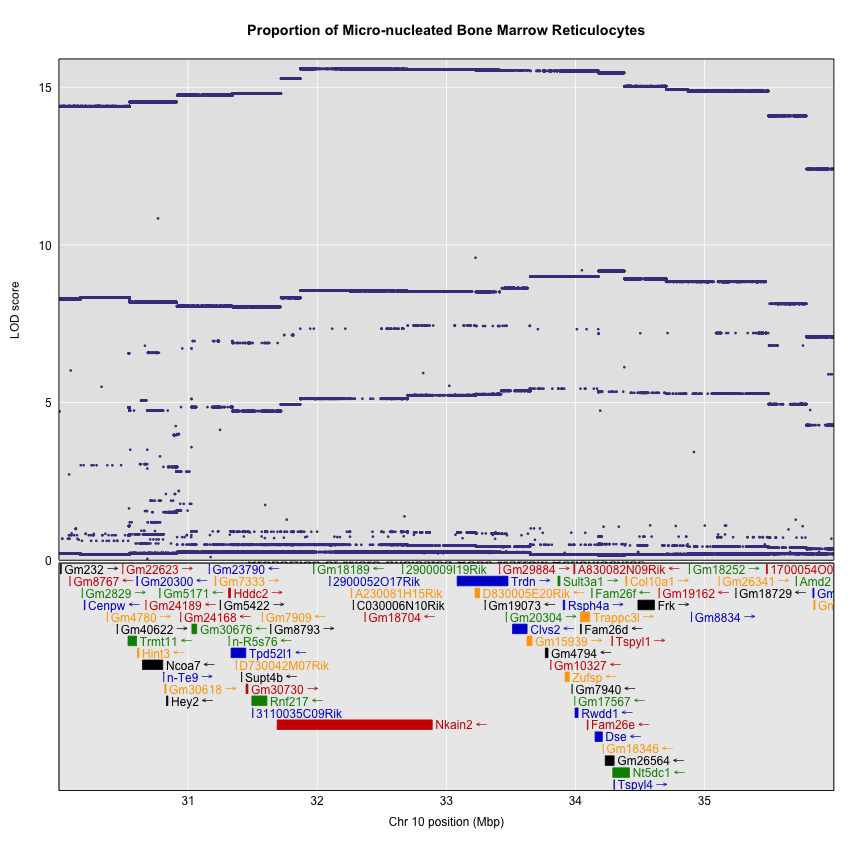 Proportion of Micro-nucleated Bone Marrow Reticulocytes
15
10
5
0
LOD score
Gm232 → Gm22623 ← Gm23790 ← Gm18189 ← 2900009I19Rik Gm29884 → A830082N09Rik ← Gm18252 → 1700054O0
Gm8767 ← Gm20300 ← Gm7333 → 2900052O17Rik Trdn → Sult3a1 ← Col10a1 ← Gm26341 → Amd2
Gm2829 → Gm5171 ← Hddc2 → A230081H15Rik D830005E20Rik ← Fam26f ← Gm19162 ← Gm18729 → Gm
Cenpw ← Gm24189 ← Gm5422 → C030006N10Rik Gm19073 → Rsph4a → Frk → Gn
Gm4780 ← Gm24168 ← Gm7909 ← Gm18704 ← Gm20304 → Trappc3l ← Gm8834 →
Gm40622 ← Gm30676 ← Gm8793 → Clvs2 ← Fam26d ←
Trmt11 ← n-R5s76 ← Gm15939 → Tspyl1 ←
Hint3 ← Tpd52l1 ← Gm4794 ←
Ncoa7 ← D730042M07Rik Gm10327 ←
n-Te9 ← Supt4b ← Zufsp ←
Gm30618 → Gm30730 → Gm7940 ←
Hey2 ← Rnf217 ← Gm17567 ←
3110035C09Rik Rwdd1 ←
Nkain2 ← Fam26e ←
Dse ←
Gm18346 ←
Gm26564 →
Nt5dc1 →
Tspyl4 →
31 32 33 34 35
Chr 10 position (Mbp)